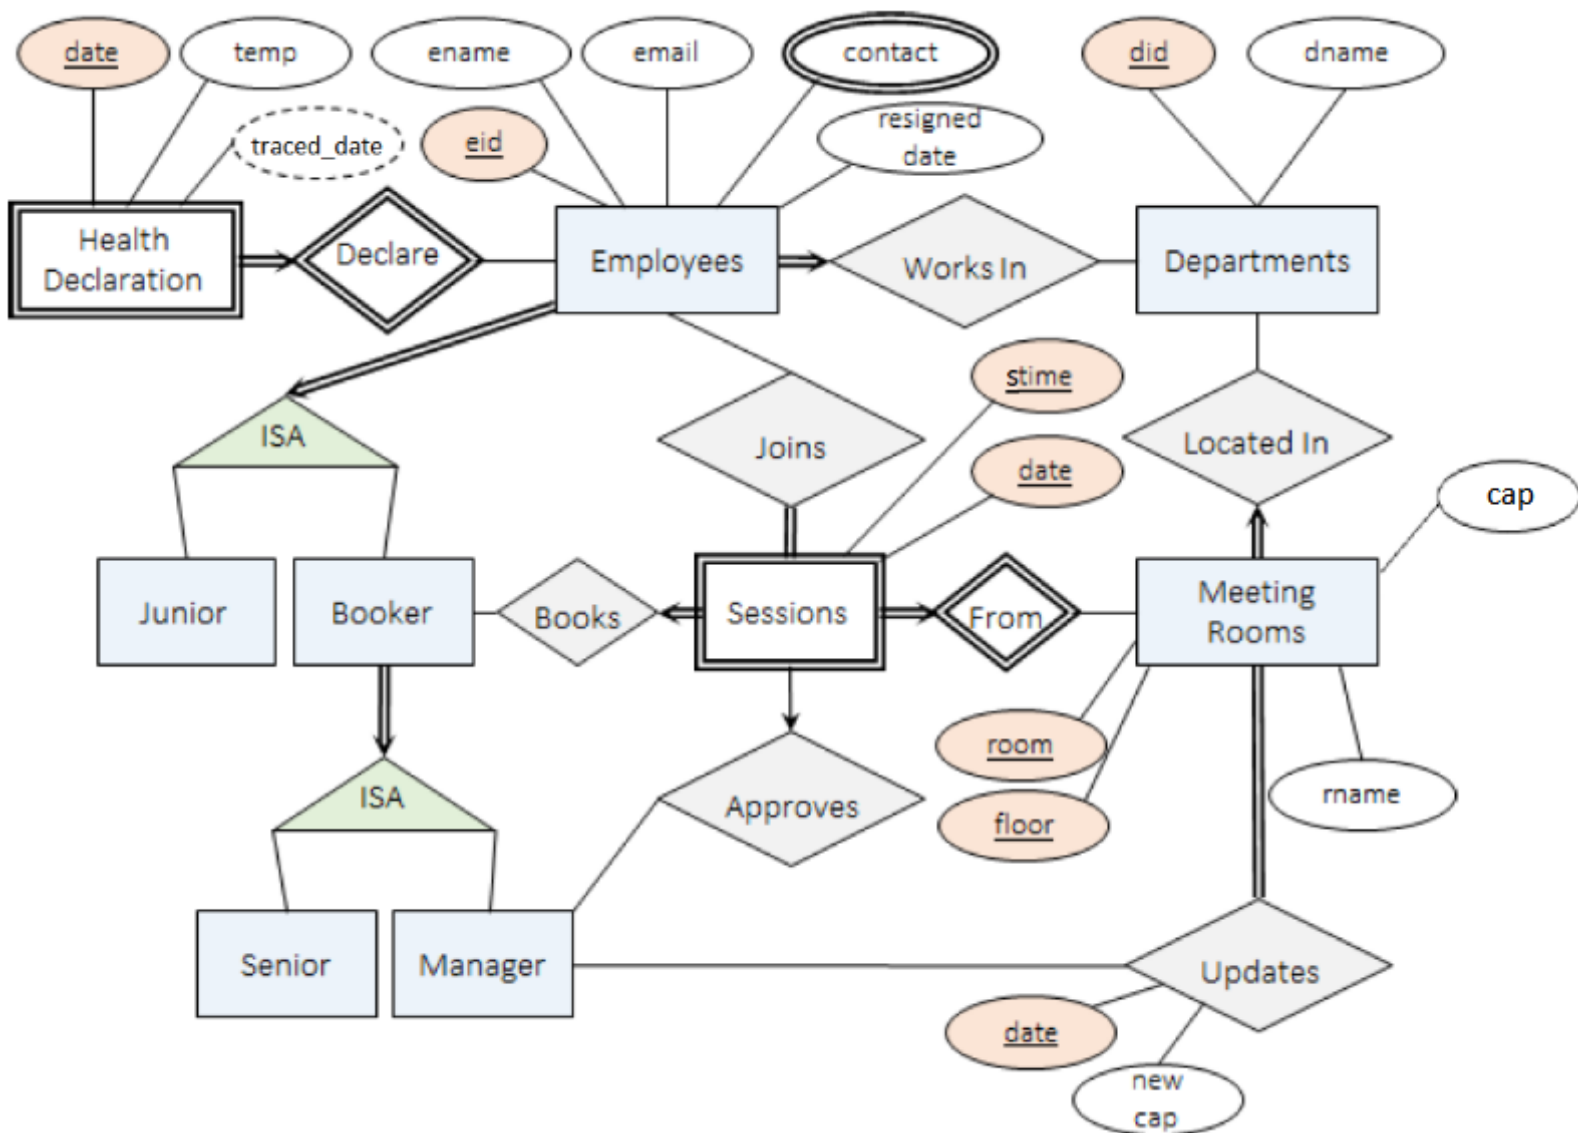 date
temp
ename
email
contact
did
dname
traced_date
eid
resigned
date
Health
Declaration
Declare
Employees
Works In
Departments
stime
ISA
Joins
date
Located In
cap
Junior
Booker
Books
Sessions
From
Meeting
Rooms
room
floor
rname
ISA
Approves
Senior
Manager
Updates
date
new
cap